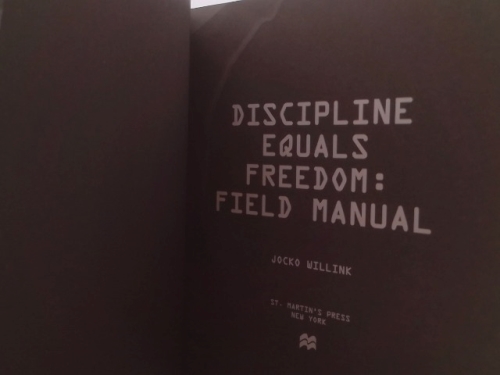 DISCIPLINE
EQUALS
FREEDOM:
FIELD MANUAL
JOCKO WILLINK
ST. MARTIN'S PRESS
NEW YORK